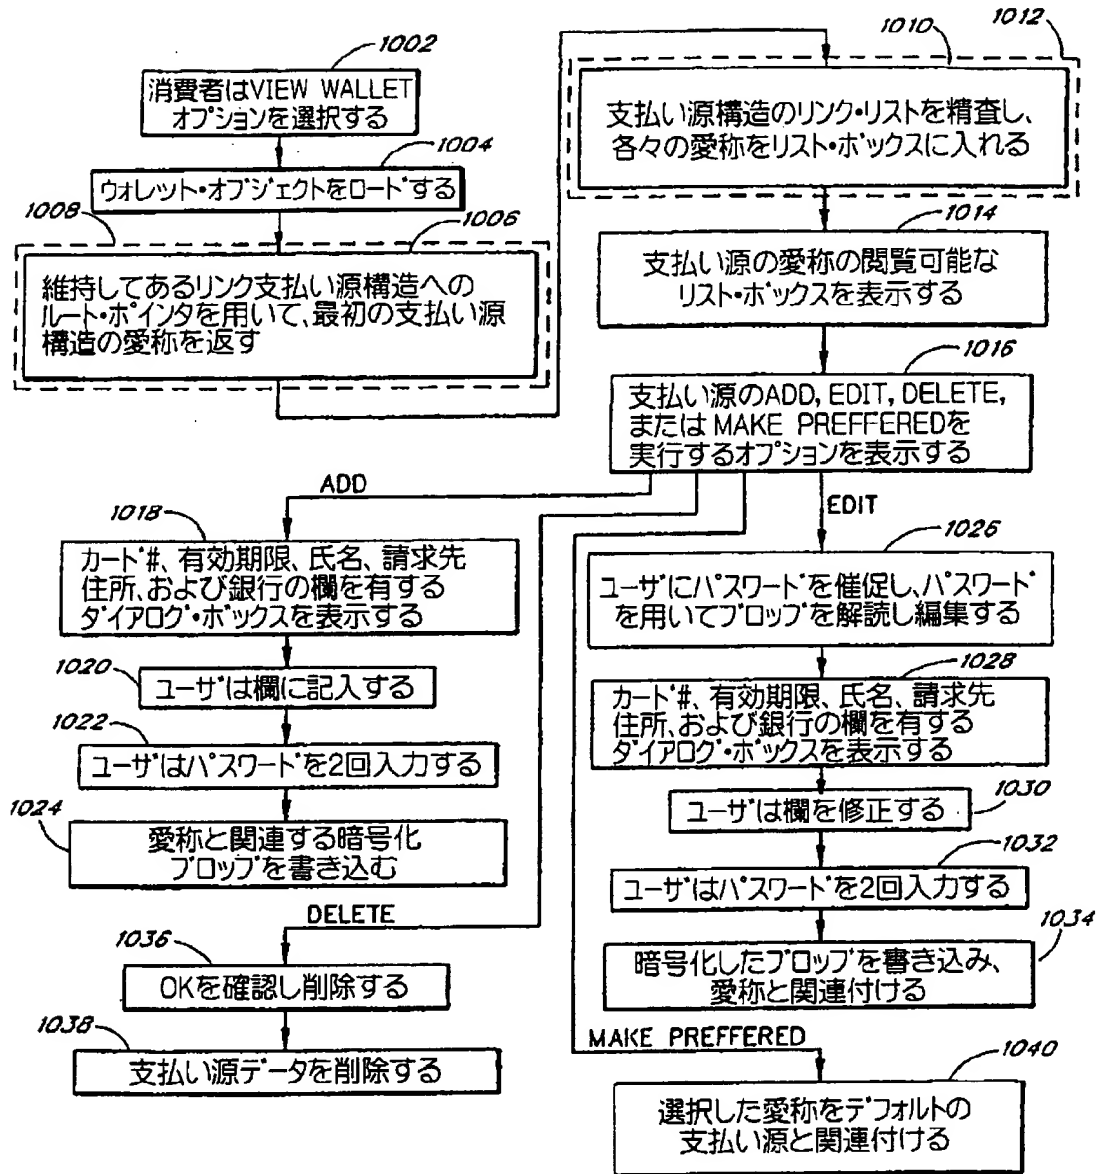 1002
消費者はVIEW WALLET
オプションを選択する
1004
ウォレット・オブジェクトをロードする
1008
1006
維持してあるリンク支払い源構造への
ルート・ポインタを用いて、最初の支払い源
構造の愛称を返す
1010
1012
支払い源構造のリンク・リストを精査し、
各々の愛称をリスト・ボックスに入れる
1014
支払い源の愛称の閲覧可能な
リスト・ボックスを表示する
1016
支払い源のADD, EDIT, DELETE,
または MAKE PREFFEREDを
実行するオプションを表示する
ADD
1018
カード#、有効期限、氏名、請求先
住所、および銀行の欄を有する
ダイアログ・ボックスを表示する
1020
ユーザは欄に記入する
1022
ユーザはパスワードを2回入力する
1024
愛称と関連する暗号化
ブロッブを書き込む
EDIT
1026
ユーザにパスワードを催促し、パスワード
を用いてブロッブを解読し編集する
1028
カード#、有効期限、氏名、請求先
住所、および銀行の欄を有する
ダイアログ・ボックスを表示する
1030
ユーザは欄を修正する
1032
ユーザはパスワードを2回入力する
1034
暗号化したブロッブを書き込み、
愛称と関連付ける
DELETE
1036
OKを確認し削除する
1038
支払い源データを削除する
MAKE PREFFERED
1040
選択した愛称をデフォルトの
支払い源と関連付ける